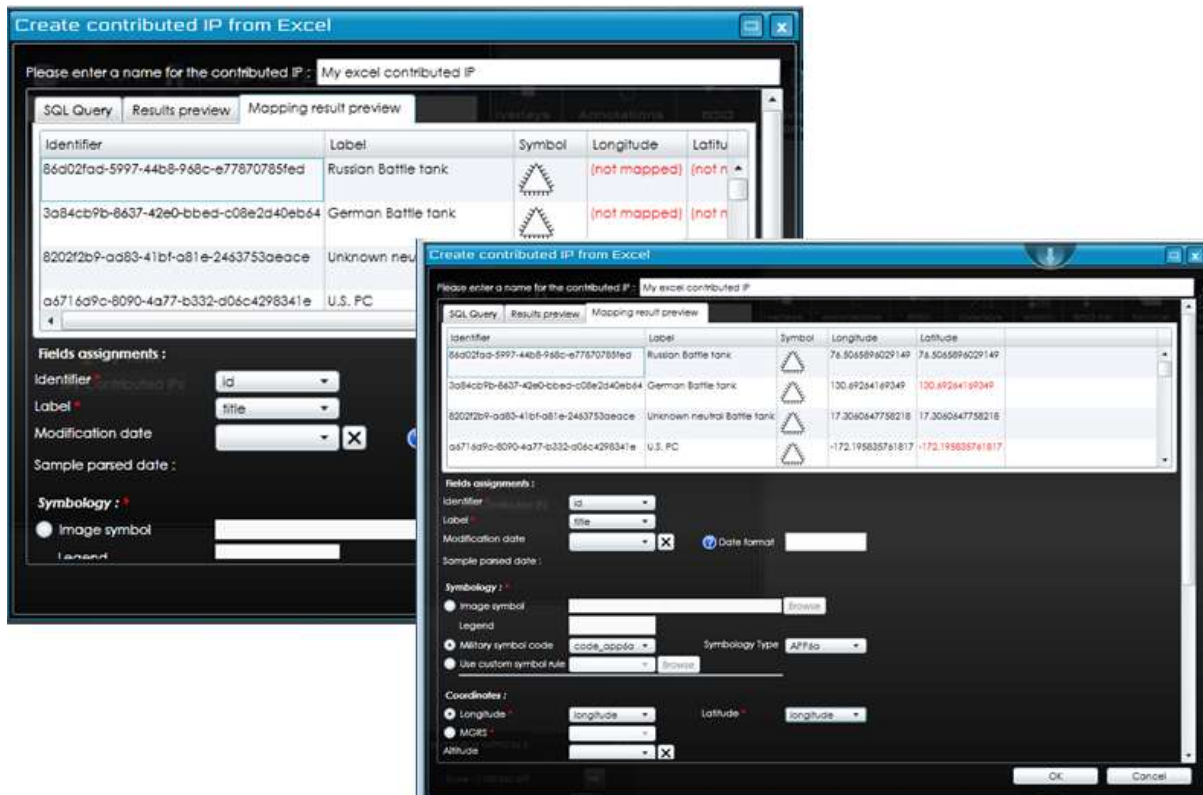 Create contributed IP from Excel
Please enter a name for the contributed IP : My excel contributed IP
SQL Query Results preview Mapping result preview
Identifier Label Symbol Longitude Latitu
86d02fad-5997-44b8-968c-e77870785fed Russian Battle tank (not mapped) (not n
3a84cb9b-8637-42e0-bbed-c08e2d40eb64 German Battle tank (not mapped) (not n
8202f2b9-ad83-41bf-a81e-2463753aeace Unknown neu
a6716a9c-8090-4a77-b332-d06c4298341e U.S. PC
Fields assignments :
Identifier * id
Label * title
Modification date
Sample parsed date :
Symbology : *
Image symbol
Legend
Create contributed IP from Excel
Please enter a name for the contributed IP : My excel contributed IP
SQL Query Results preview Mapping result preview
Identifier Label Symbol Longitude Latitude
86d02fad-5997-44b8-968c-e77870785fed Russian Battle tank 76.5065896029149 76.5065896029149
3a84cb9b-8637-42e0-bbed-c08e2d40eb64 German Battle tank 130.69264169349 130.69264169349
8202f2b9-ad83-41bf-a81e-2463753aeace Unknown neutral Battle tank 17.3060647758218 17.3060647758218
a6716a9c-8090-4a77-b332-d06c4298341e U.S. PC -172.195835761817 -172.195835761817
Fields assignments :
Identifier * id
Label * title
Modification date Date format
Sample parsed date :
Symbology : *
Image symbol Browse
Legend
Military symbol code code_app6a Symbology Type APP6a
Use custom symbol rule Browse
Coordinates :
Longitude * longitude Latitude * longitude
MGRS *
Altitude
OK Cancel